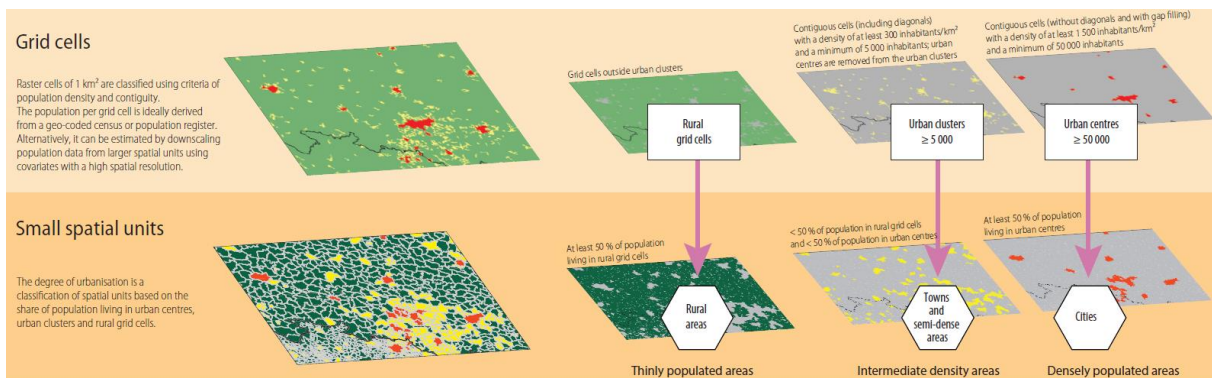 Grid cells
Raster cells of 1 km² are classified using criteria of
population density and contiguity.
The population per grid cell is ideally derived
from a geo-coded census or population register.
Alternatively, it can be estimated by downscaling
population data from larger spatial units using
covariates with a high spatial resolution.
Grid cells outside urban clusters
Rural
grid cells
Contiguous cells (including diagonals)
with a density of at least 300 inhabitants/km²
and a minimum of 5 000 inhabitants; urban
centres are removed from the urban clusters
Urban clusters
≥ 5 000
Contiguous cells (without diagonals and with gap filling)
with a density of at least 1 500 inhabitants/km²
and a minimum of 50 000 inhabitants
Urban centres
≥ 50 000
Small spatial units
The degree of urbanisation is a
classification of spatial units based on the
share of population living in urban centres,
urban clusters and rural grid cells.
At least 50 % of population
living in rural grid cells
Rural
areas
Thinly populated areas
< 50 % of population in rural grid cells
and < 50 % of population in urban centres
Towns
and
semi-dense
areas
Intermediate density areas
At least 50 % of population
living in urban centres
Cities
Densely populated areas